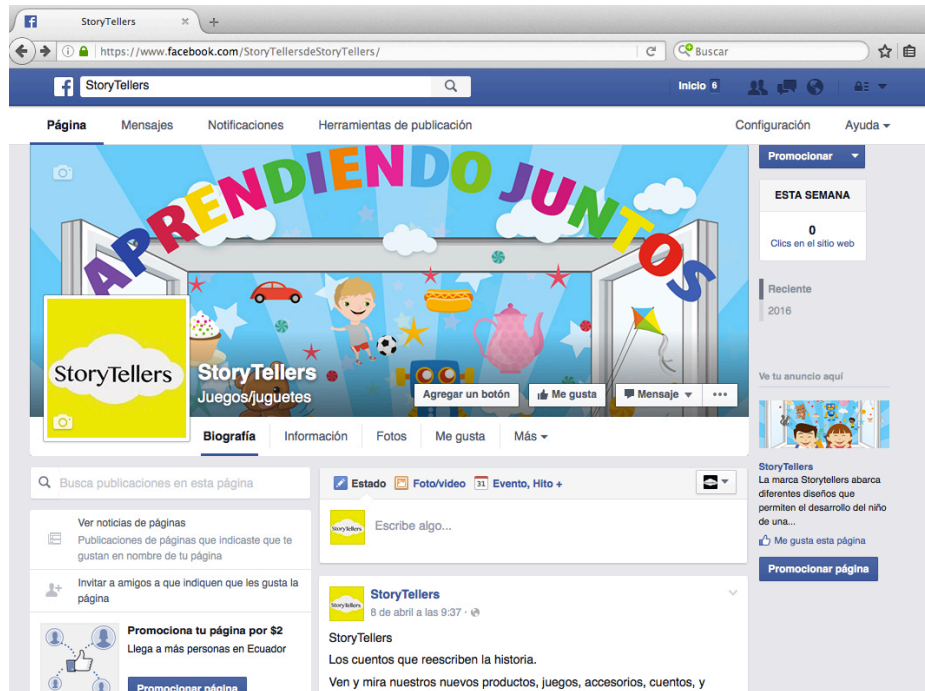 StoryTellers
https://www.facebook.com/StoryTellersdeStoryTellers/
Buscar
StoryTellers
Inicio 6
Página Mensajes Notificaciones Herramientas de publicación Configuración Ayuda
APRENDIENDO JUNTOS
StoryTellers
StoryTellers
Juegos/juguetes
Agregar un botón
Me gusta
Mensaje
Biografía Información Fotos Me gusta Más
Promocionar
ESTA SEMANA
0
Clics en el sitio web
Reciente
2016
Busca publicaciones en esta página
Ver noticias de páginas
Publicaciones de páginas que indicaste que te
gustan en nombre de tu página
Invitar a amigos a que indiquen que les gusta la
página
Promociona tu página por $2
Llega a más personas en Ecuador
Promocionar página
Estado Foto/video 31 Evento, Hito +
StoryTellers
Escribe algo...
StoryTellers
StoryTellers
8 de abril a las 9:37 ·
StoryTellers
Los cuentos que reescriben la historia.
Ven y mira nuestros nuevos productos, juegos, accesorios, cuentos, y
Ve tu anuncio aquí
StoryTellers
La marca Storytellers abarca
diferentes diseños que
permiten el desarrollo del niño
de una...
Me gusta esta página
Promocionar página